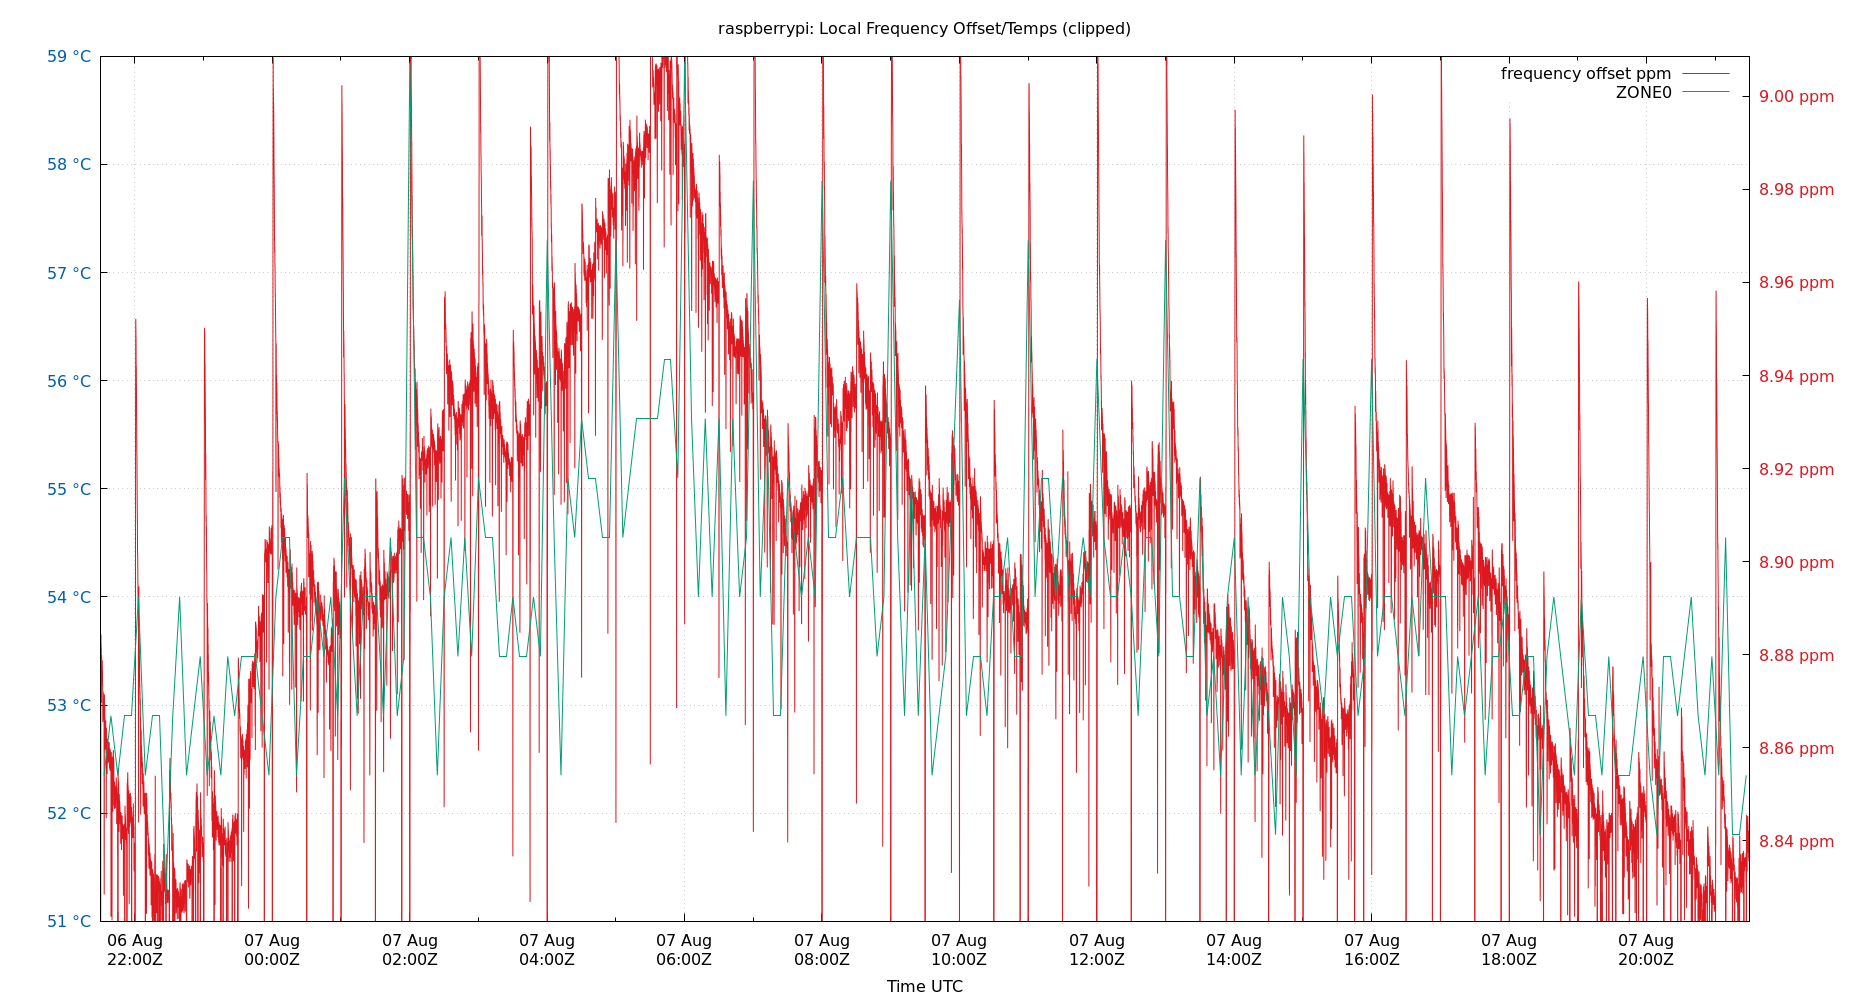 raspberrypi: Local Frequency Offset/Temps (clipped)
frequency offset ppm
ZONE0
59 °C
58 °C
57 °C
56 °C
55 °C
54 °C
53 °C
52 °C
51 °C
9.00 ppm
8.98 ppm
8.96 ppm
8.94 ppm
8.92 ppm
8.90 ppm
8.88 ppm
8.86 ppm
8.84 ppm
06 Aug 07 Aug 07 Aug 07 Aug 07 Aug 07 Aug 07 Aug 07 Aug 07 Aug 07 Aug 07 Aug 07 Aug
22:00Z 00:00Z 02:00Z 04:00Z 06:00Z 08:00Z 10:00Z 12:00Z 14:00Z 16:00Z 18:00Z 20:00Z
Time UTC